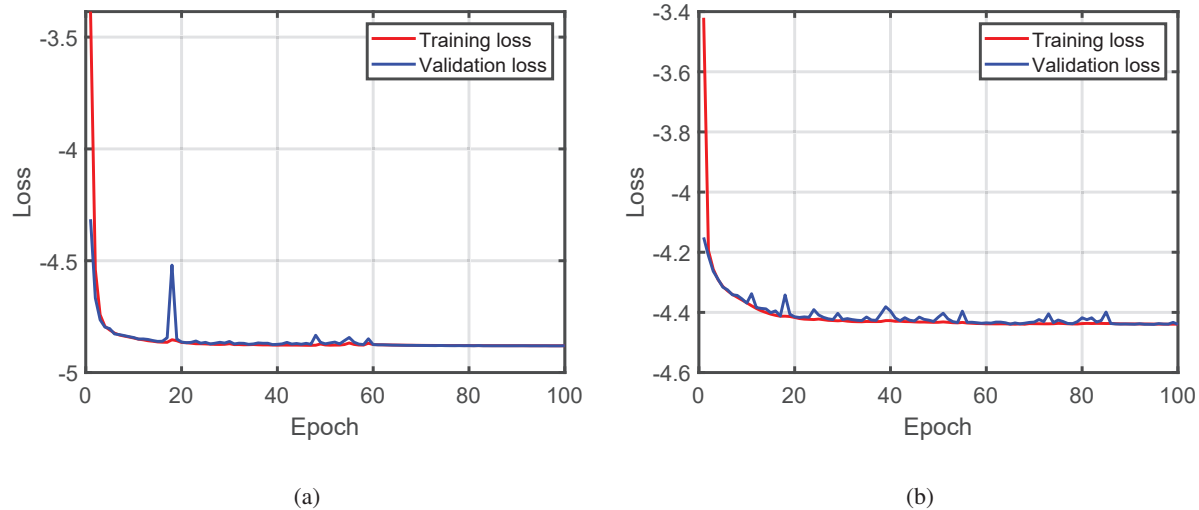 -3.5
-4
-4.5
-5
0
20
40
60
80
100
Loss
Epoch
Training loss
Validation loss
(a)
-3.4
-3.6
-3.8
-4
-4.2
-4.4
-4.6
0
20
40
60
80
100
Loss
Epoch
Training loss
Validation loss
(b)